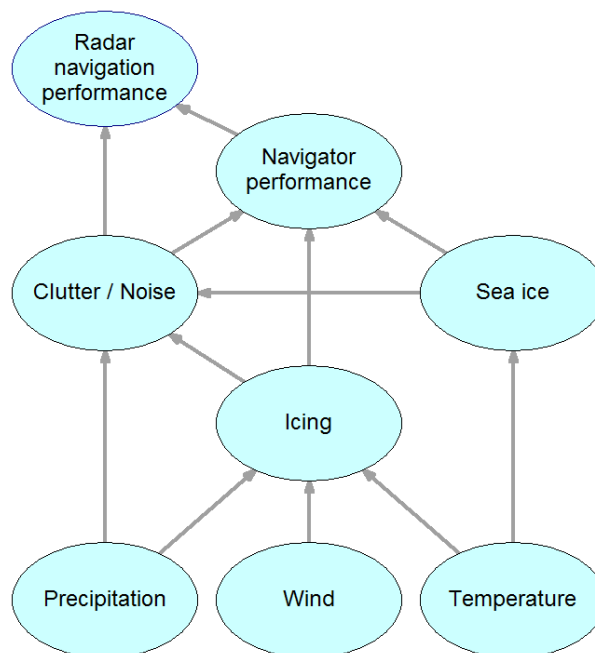 Radar
navigation
performance
Navigator
performance
Clutter / Noise
Sea ice
Icing
Precipitation
Wind
Temperature